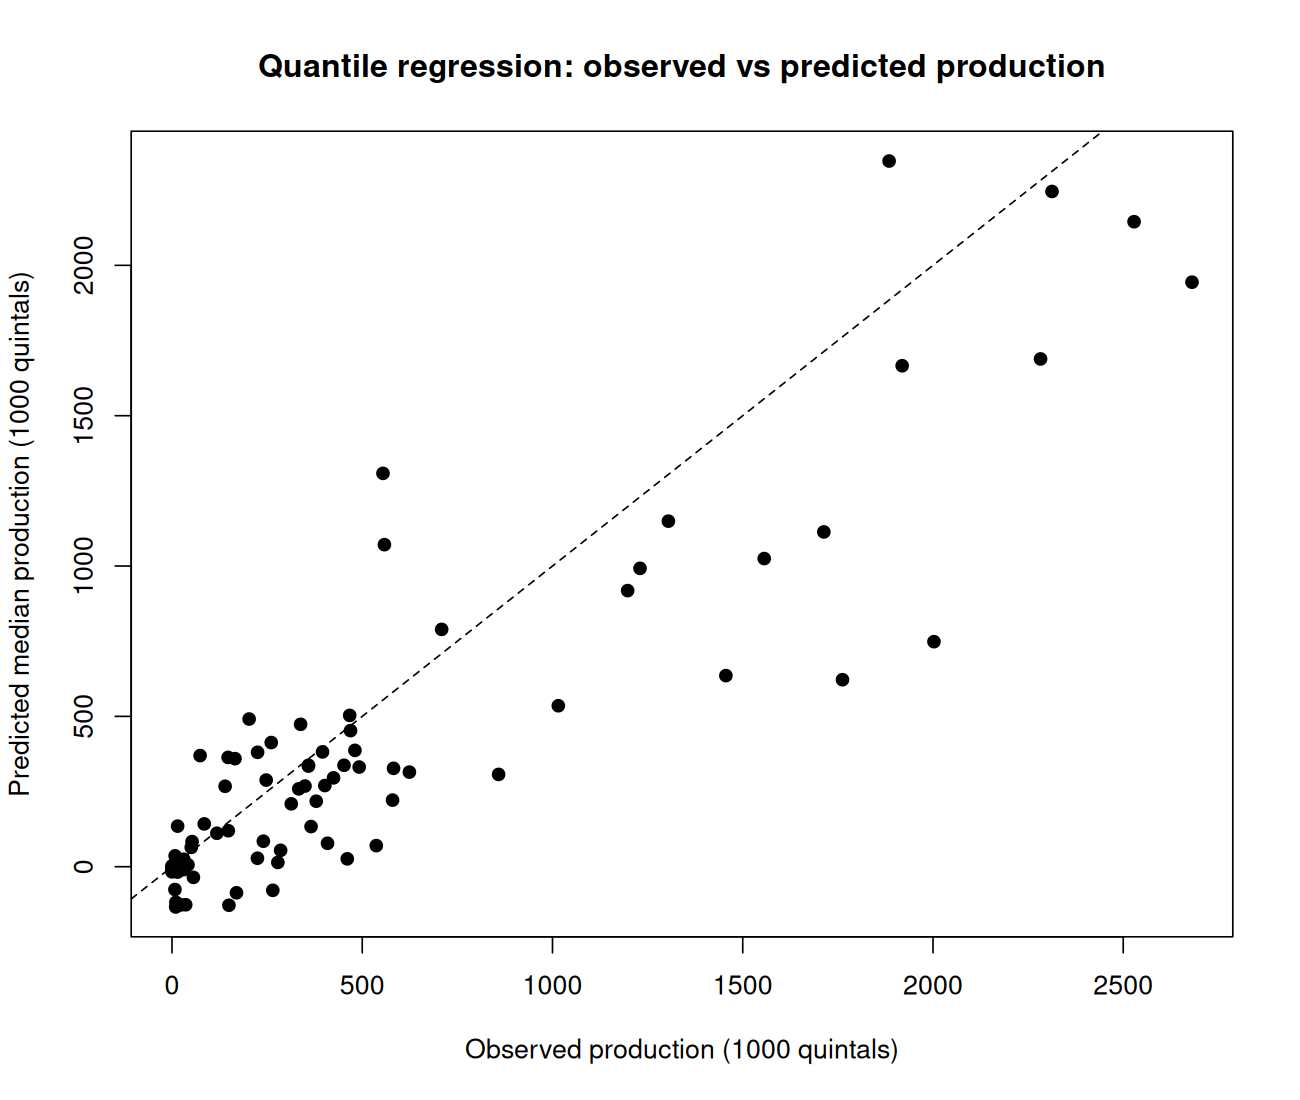 Quantile regression: observed vs predicted production
Predicted median production (1000 quintals)
2000
1500
1000
500
0
0 500 1000 1500 2000 2500
Observed production (1000 quintals)